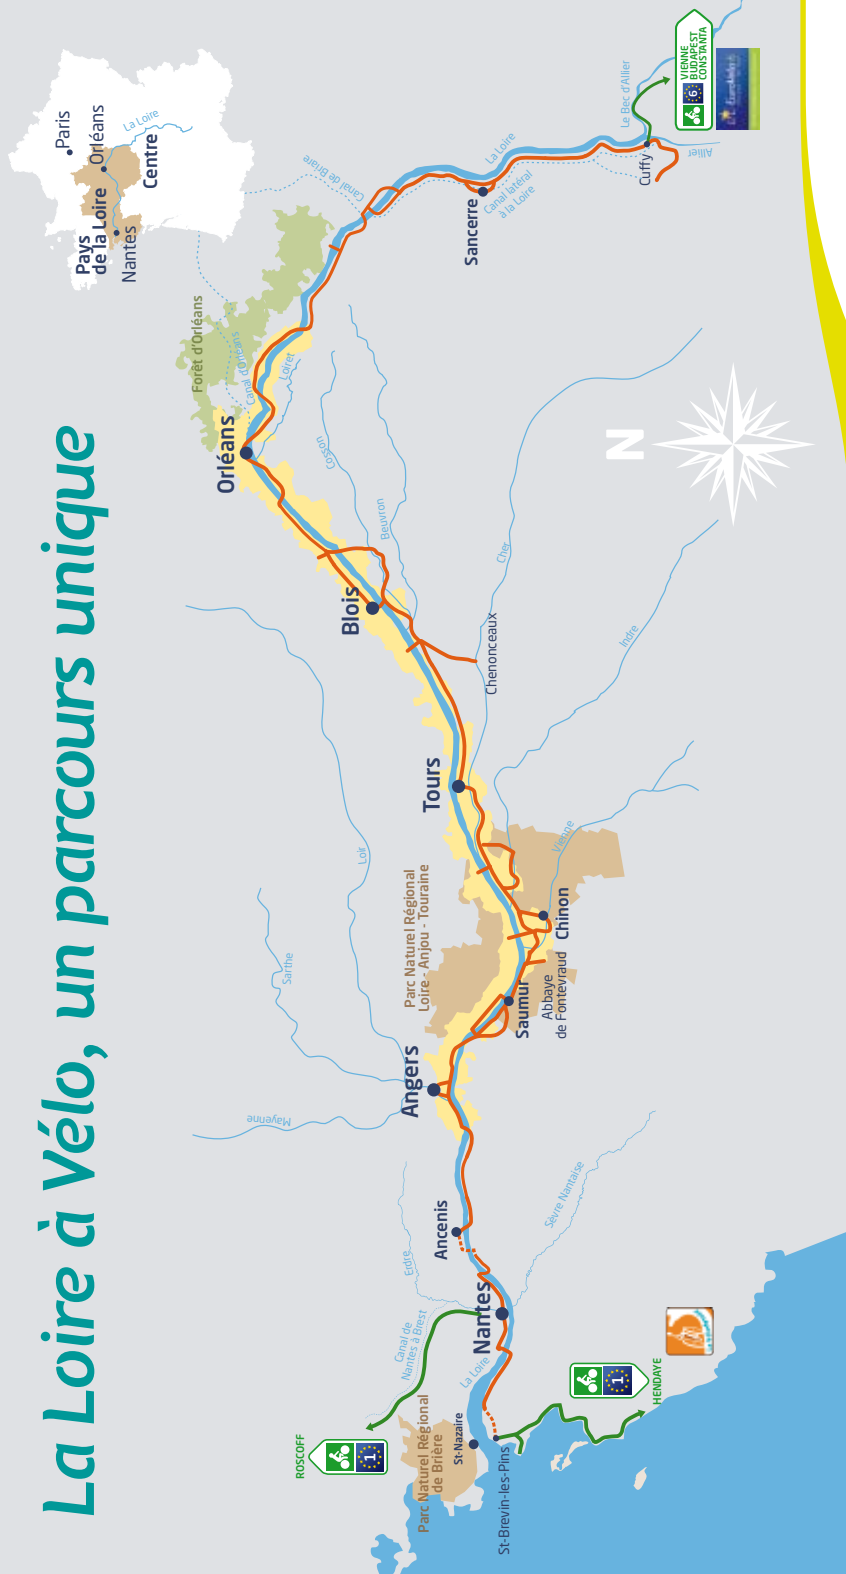 La Loire à Vélo, un parcours unique
Paris
Orléans
La Loire
Centre
Pays
de la Loire
Nantes
ROSCOFF
1
Canal de
Nantes à Brest
Parc Naturel Régional
de Brière
St-Nazaire
St-Brevin-les-Pins
La Loire
1
HENDAYE
Nantes
Erdre
Ancenis
Sèvre Nantaise
Mayenne
Sarthe
Loir
Angers
Parc Naturel Régional
Loire - Anjou - Touraine
Saumur
Abbaye
de Fontevraud
Chinon
Vienne
Tours
Indre
Cher
Chenonceaux
Blois
Beuvron
Cosson
Orléans
Forêt d'Orléans
Canal d'Orléans
Loiret
N
Canal de Briare
La Loire
Sancerre
Canal latéral
à la Loire
Cuffy
Le Bec d'Allier
Allier
6
VIENNE
BUDAPEST
CONSTANTA